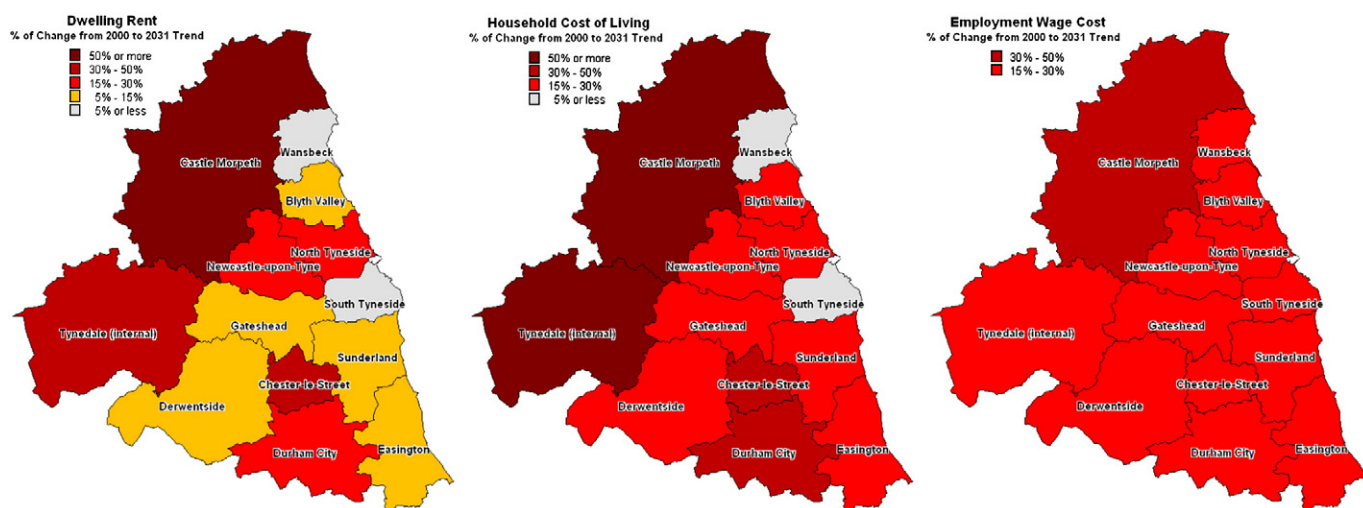 Dwelling Rent
% of Change from 2000 to 2031 Trend
50% or more
30% - 50%
15% - 30%
5% - 15%
5% or less
Castle Morpeth
Wansbeck
Blyth Valley
North Tyneside
Newcastle-upon-Tyne
South Tyneside
Tynedale (internal)
Gateshead
Sunderland
Chester-le-Street
Derwentside
Easington
Durham City
Household Cost of Living
% of Change from 2000 to 2031 Trend
50% or more
30% - 50%
15% - 30%
5% or less
Castle Morpeth
Wansbeck
Blyth Valley
North Tyneside
Newcastle-upon-Tyne
South Tyneside
Tynedale (internal)
Gateshead
Sunderland
Chester-le-Street
Derwentside
Easington
Durham City
Employment Wage Cost
% of Change from 2000 to 2031 Trend
30% - 50%
15% - 30%
Castle Morpeth
Wansbeck
Blyth Valley
North Tyneside
Newcastle-upon-Tyne
South Tyneside
Tynedale (internal)
Gateshead
Sunderland
Chester-le-Street
Derwentside
Easington
Durham City